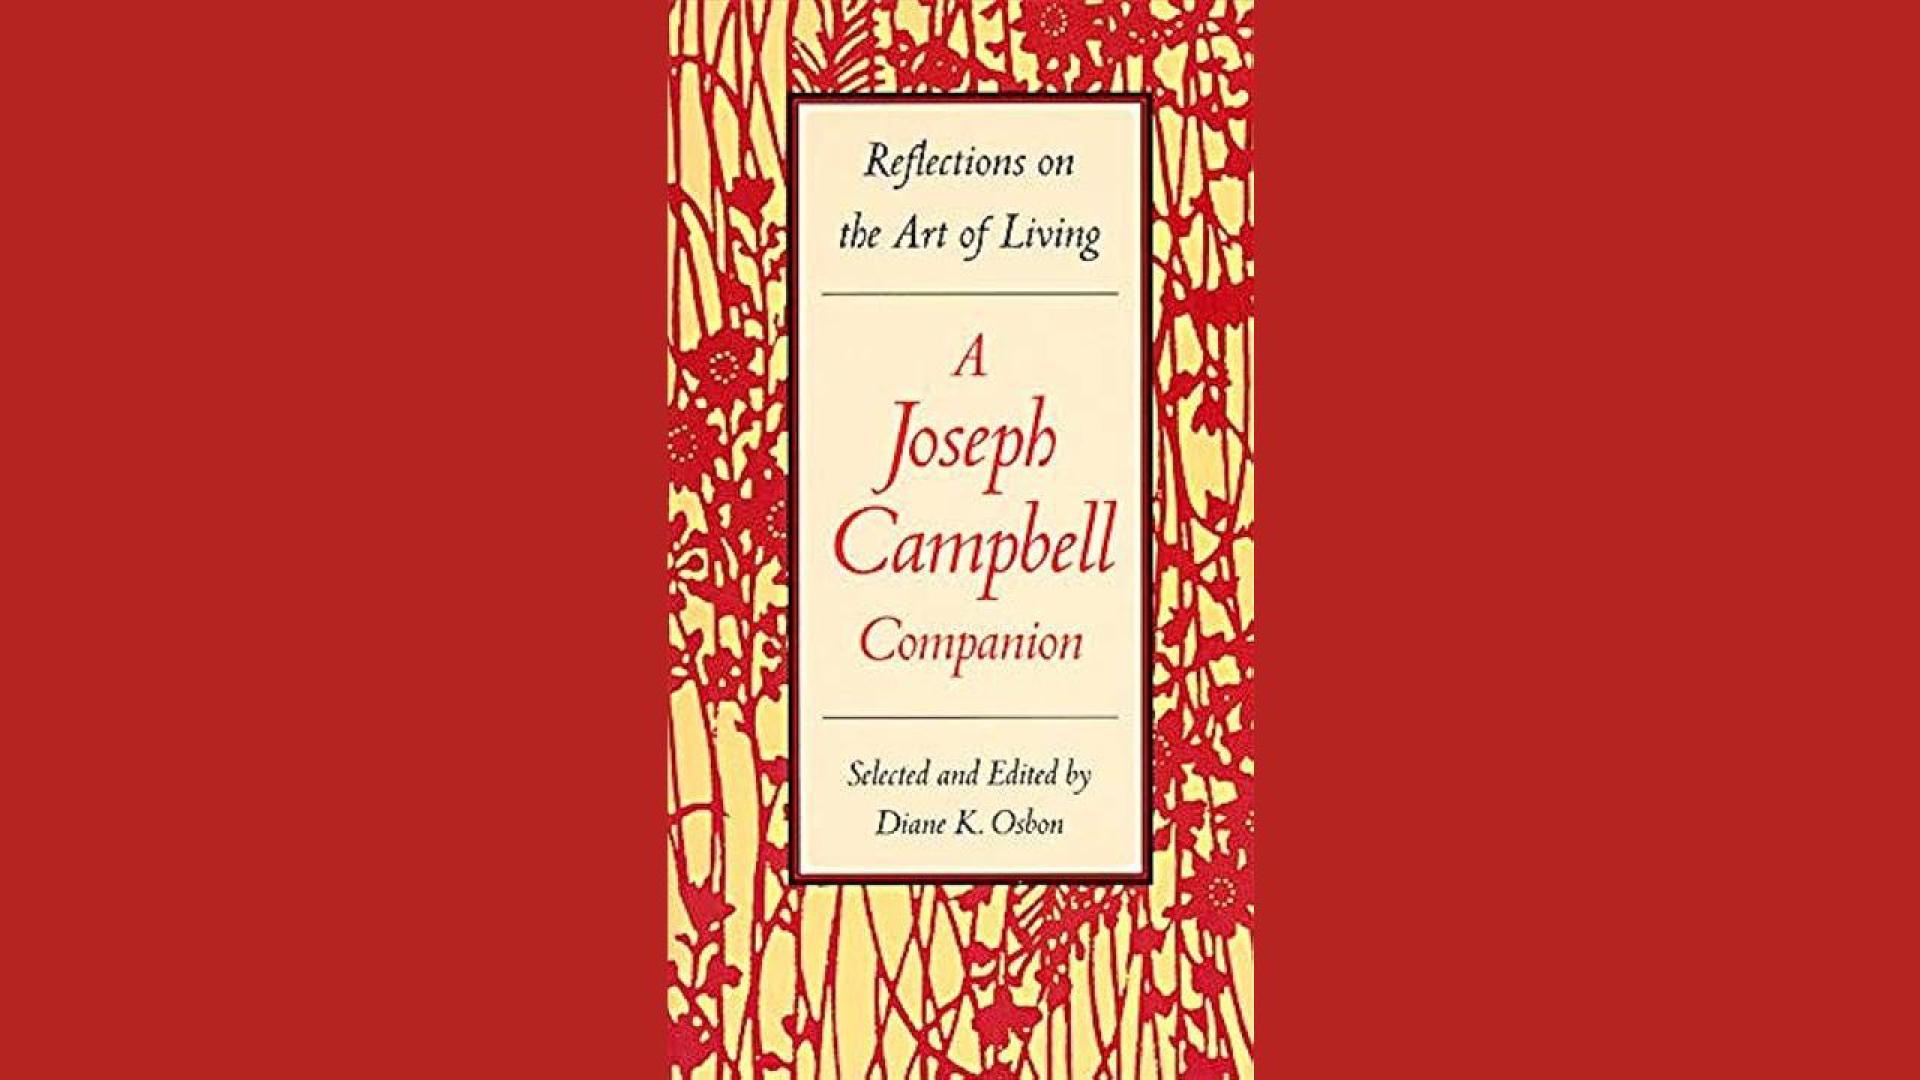 Reflections on
the Art of Living
A
Joseph
Campbell
Companion
Selected and Edited by
Diane K. Osbon